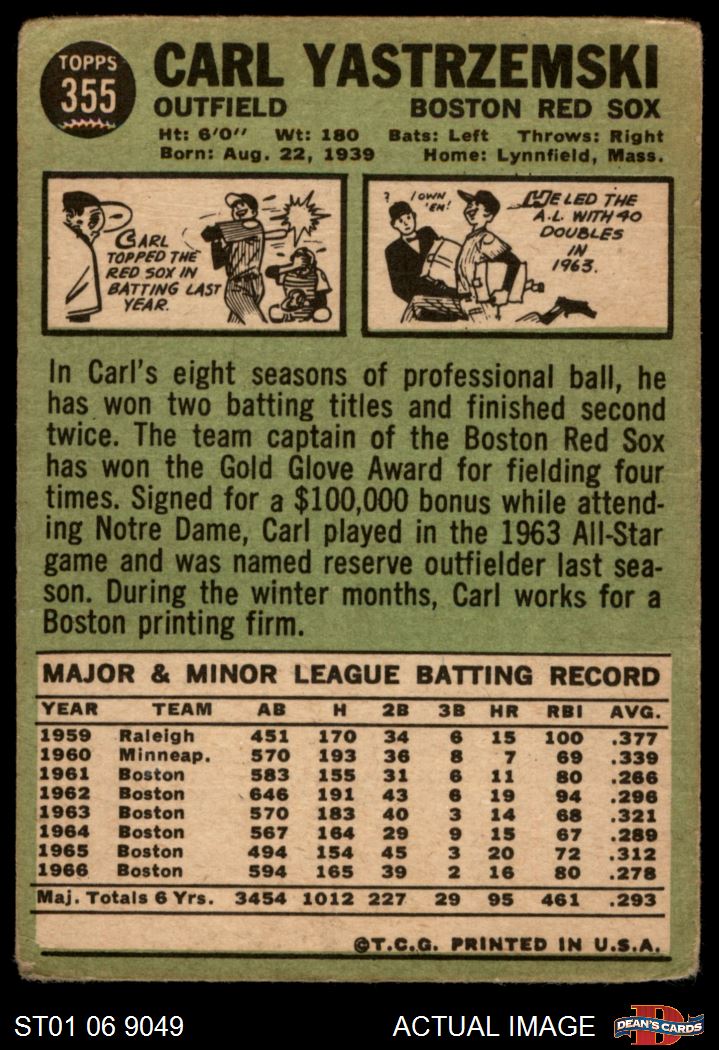 TOPPS
355
CARL YASTRZEMSKI
OUTFIELD BOSTON RED SOX
Ht: 6'0" Wt: 180 Bats: Left Throws: Right
Born: Aug. 22, 1939 Home: Lynnfield, Mass.
CARL
TOPPED THE
RED SOX IN
BATTING LAST
YEAR.
?
I OWN
'EM!
HE LED THE
A.L. WITH 40
DOUBLES
IN
1963.
In Carl's eight seasons of professional ball, he
has won two batting titles and finished second
twice. The team captain of the Boston Red Sox
has won the Gold Glove Award for fielding four
times. Signed for a $100,000 bonus while attend-
ing Notre Dame, Carl played in the 1963 All-Star
game and was named reserve outfielder last sea-
son. During the winter months, Carl works for a
Boston printing firm.
MAJOR & MINOR LEAGUE BATTING RECORD
YEAR TEAM AB H 2B 3B HR RBI AVG.
1959 Raleigh 451 170 34 6 15 100 .377
1960 Minneap. 570 193 36 8 7 69 .339
1961 Boston 583 155 31 6 11 80 .266
1962 Boston 646 191 43 6 19 94 .296
1963 Boston 570 183 40 3 14 68 .321
1964 Boston 567 164 29 9 15 67 .289
1965 Boston 494 154 45 3 20 72 .312
1966 Boston 594 165 39 2 16 80 .278
Maj. Totals 6 Yrs. 3454 1012 227 29 95 461 .293
©T.C.G. PRINTED IN U.S.A.
ST01 06 9049 ACTUAL IMAGE
D
DEAN'S CARDS